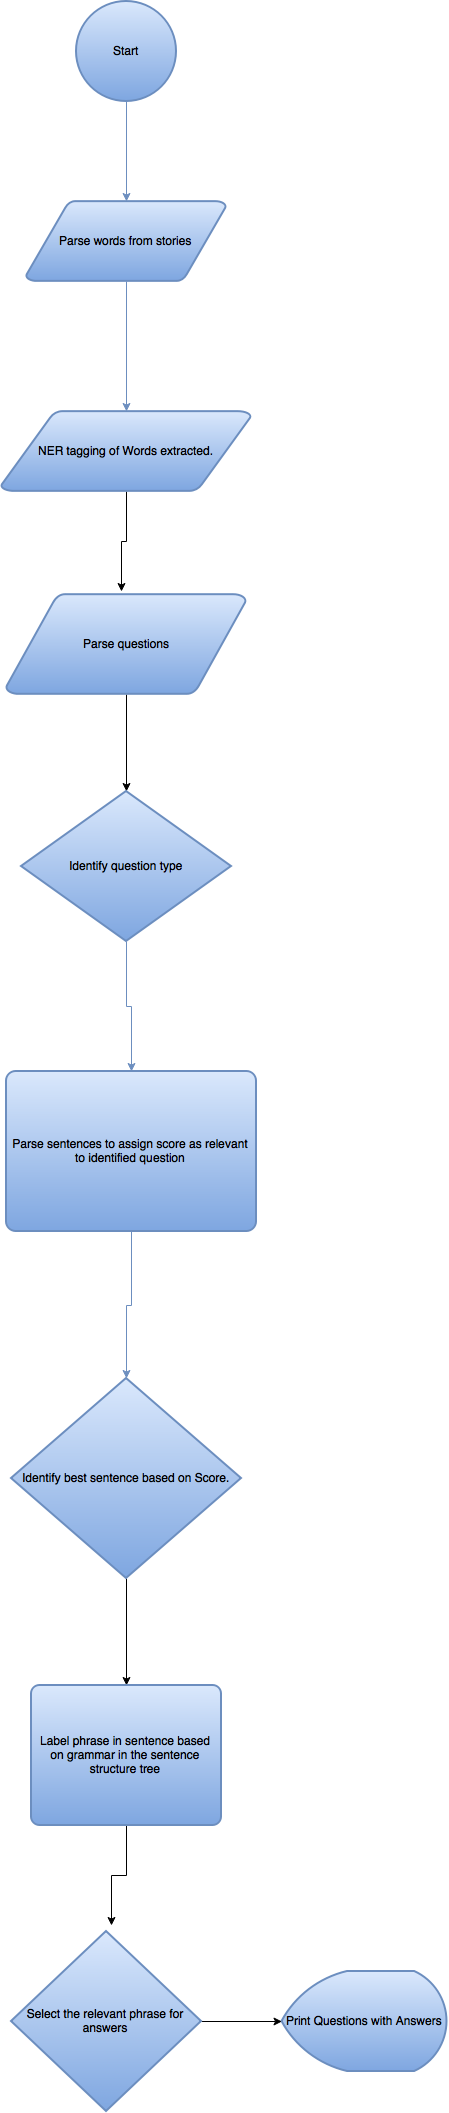 Start
Parse words from stories
NER tagging of Words extracted.
Parse questions
Identify question type
Parse sentences to assign score as relevant
to identified question
Identify best sentence based on Score.
Label phrase in sentence based
on grammar in the sentence
structure tree
Select the relevant phrase for
answers
Print Questions with Answers